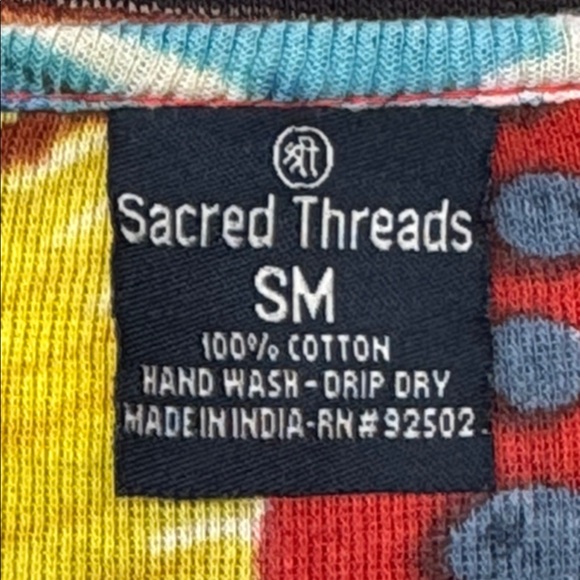 श्री
Sacred Threads
SM
100% COTTON
HAND WASH-DRIP DRY
MADE IN INDIA-RN#92502